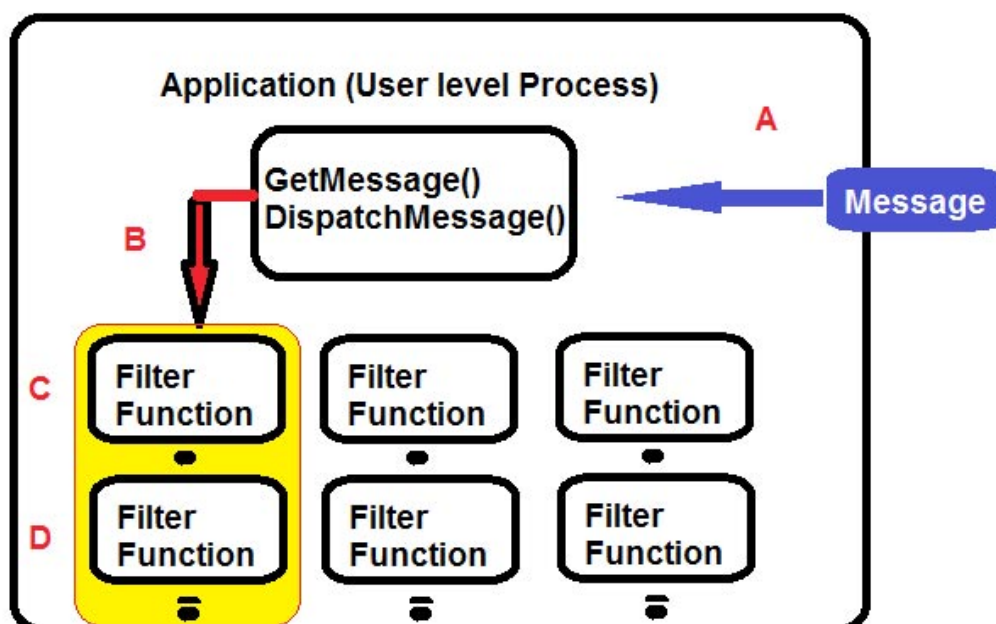 Application (User level Process)
A
GetMessage()
DispatchMessage()
Message
B
C
Filter
Function
Filter
Function
Filter
Function
D
Filter
Function
Filter
Function
Filter
Function